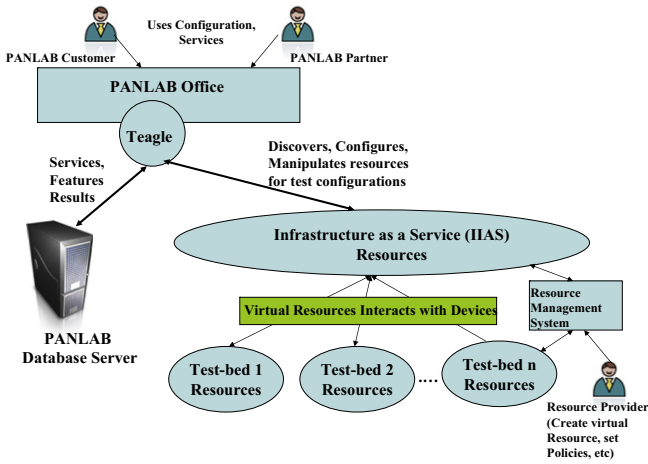 Uses Configuration,
Services
PANLAB Customer
PANLAB Partner
PANLAB Office
Teagle
Services,
Features
Results
Discovers, Configures,
Manipulates resources
for test configurations
Infrastructure as a Service (IIAS)
Resources
Virtual Resources Interacts with Devices
Resource
Management
System
PANLAB
Database Server
Test-bed 1
Resources
Test-bed 2
Resources
....
Test-bed n
Resources
Resource Provider
(Create virtual
Resource, set
Policies, etc)